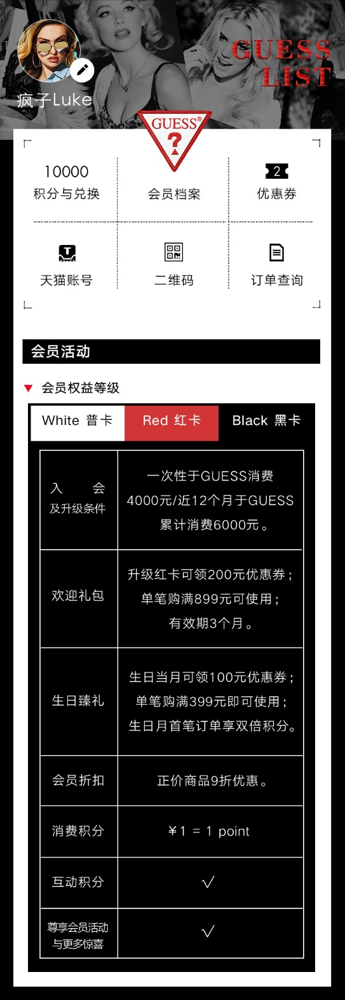 GUESS
LIST
疯子Luke
GUESS®
?
10000
积分与兑换
会员档案
2
优惠券
T
天猫账号
二维码
订单查询
会员活动
会员权益等级
White 普卡
Red 红卡
Black 黑卡
入 会
及升级条件
一次性于GUESS消费
4000元/近12个月于GUESS
累计消费6000元。
欢迎礼包
升级红卡可领200元优惠券；
单笔购满899元可使用；
有效期3个月。
生日臻礼
生日当月可领100元优惠券；
单笔购满399元即可使用；
生日月首笔订单享双倍积分。
会员折扣
正价商品9折优惠。
消费积分
¥1 = 1 point
互动积分
√
尊享会员活动
与更多惊喜
√